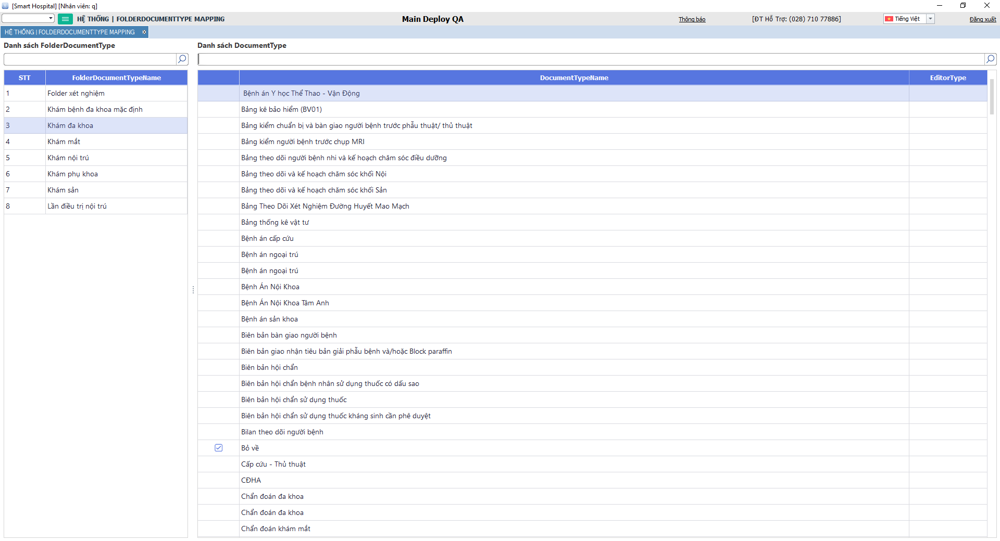 [Smart Hospital] [Nhân viên: q]
HỆ THỐNG | FOLDERDOCUMENTTYPE MAPPING
Main Deploy QA
Thông báo
[ĐT Hỗ Trợ: (028) 710 77886]
Tiếng Việt
Đăng xuất
HỆ THỐNG | FOLDERDOCUMENTTYPE MAPPING
Danh sách FolderDocumentType
STT FolderDocumentTypeName
1 Folder xét nghiệm
2 Khám bệnh đa khoa mặc định
3 Khám đa khoa
4 Khám mắt
5 Khám nội trú
6 Khám phụ khoa
7 Khám sản
8 Lần điều trị nội trú
Danh sách DocumentType
DocumentTypeName EditorType
Bệnh án Y học Thể Thao - Vận Động
Bảng kê bảo hiểm (BV01)
Bảng kiểm chuẩn bị và bàn giao người bệnh trước phẫu thuật/ thủ thuật
Bảng kiểm người bệnh trước chụp MRI
Bảng theo dõi người bệnh nhi và kế hoạch chăm sóc điều dưỡng
Bảng theo dõi và kế hoạch chăm sóc khối Nội
Bảng theo dõi và kế hoạch chăm sóc khối Sản
Bảng Theo Dõi Xét Nghiệm Đường Huyết Mao Mạch
Bảng thống kê vật tư
Bệnh án cấp cứu
Bệnh án ngoại trú
Bệnh án ngoại trú
Bệnh Án Nội Khoa
Bệnh Án Nội Khoa Tâm Anh
Bệnh án sản khoa
Biên bản bàn giao người bệnh
Biên bản giao nhận tiêu bản giải phẫu bệnh và/hoặc Block paraffin
Biên bản hội chẩn
Biên bản hội chẩn bệnh nhân sử dụng thuốc có dấu sao
Biên bản hội chẩn sử dụng thuốc
Biên bản hội chẩn sử dụng thuốc kháng sinh cần phê duyệt
Bilan theo dõi người bệnh
Bỏ về
Cấp cứu - Thủ thuật
CĐHA
Chẩn đoán đa khoa
Chẩn đoán đa khoa
Chẩn đoán khám mắt